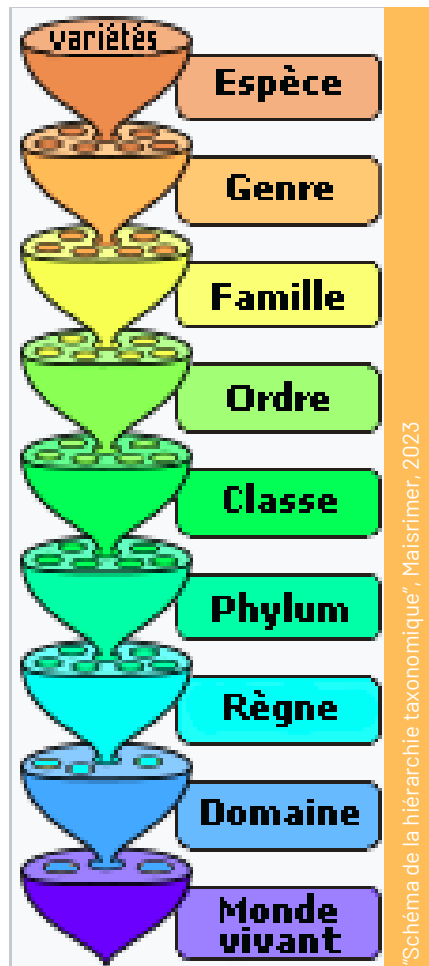 variétés
Espèce
Genre
Famille
Ordre
Classe
Phylum
Règne
Domaine
Monde
vivant
"Schéma de la hiérarchie taxonomique", Maisrimer, 2023